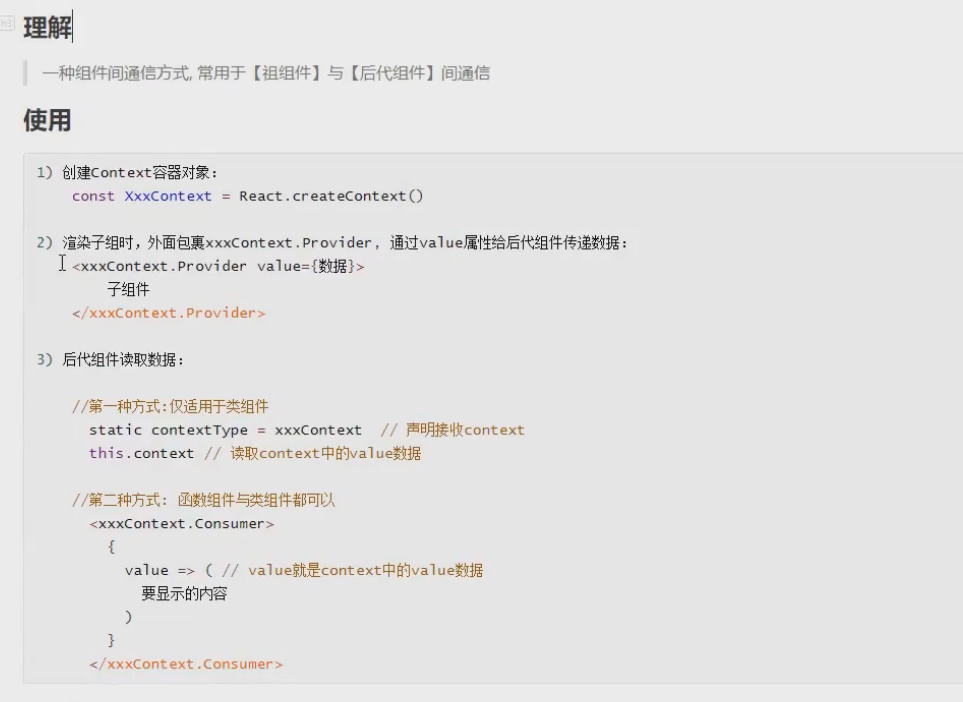 理解
一种组件间通信方式, 常用于【祖组件】与【后代组件】间通信
使用
1) 创建Context容器对象:
const XxxContext = React.createContext()
2) 渲染子组时，外面包裹xxxContext.Provider, 通过value属性给后代组件传递数据:
<xxxContext.Provider value={数据}>
子组件
</xxxContext.Provider>
3) 后代组件读取数据:
//第一种方式:仅适用于类组件
static contextType = xxxContext  // 声明接收context
this.context // 读取context中的value数据
//第二种方式: 函数组件与类组件都可以
<xxxContext.Consumer>
{
value => ( // value就是context中的value数据
要显示的内容
)
}
</xxxContext.Consumer>